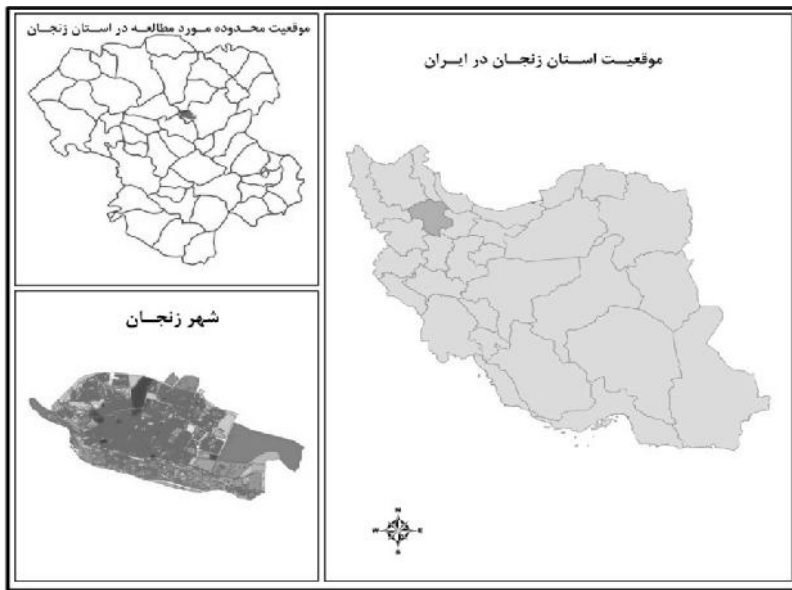 موقعیت محدوده مورد مطالعه در استان زنجان
موقعیت استان زنجان در ایران
شهر زنجان
N
W E
S